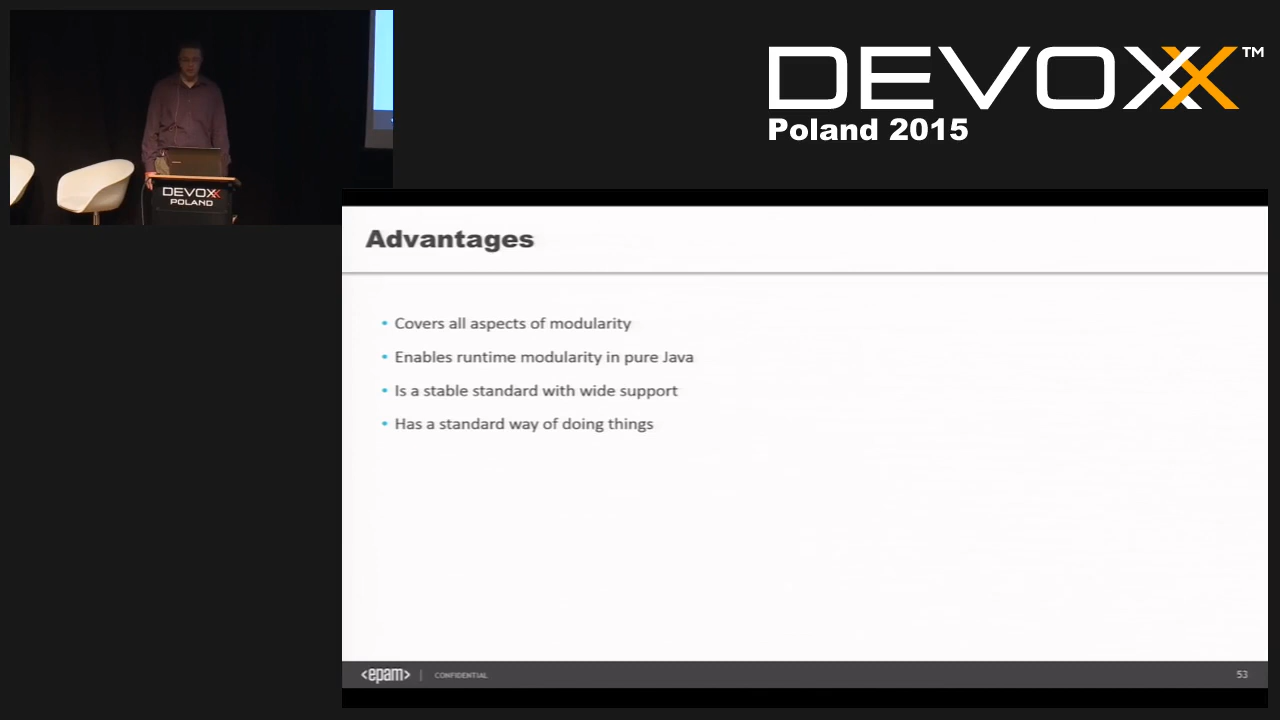 DEVOXX™
Poland 2015
DEVOXX
POLAND
Advantages
• Covers all aspects of modularity
• Enables runtime modularity in pure Java
• Is a stable standard with wide support
• Has a standard way of doing things
<epam> | CONFIDENTIAL 53